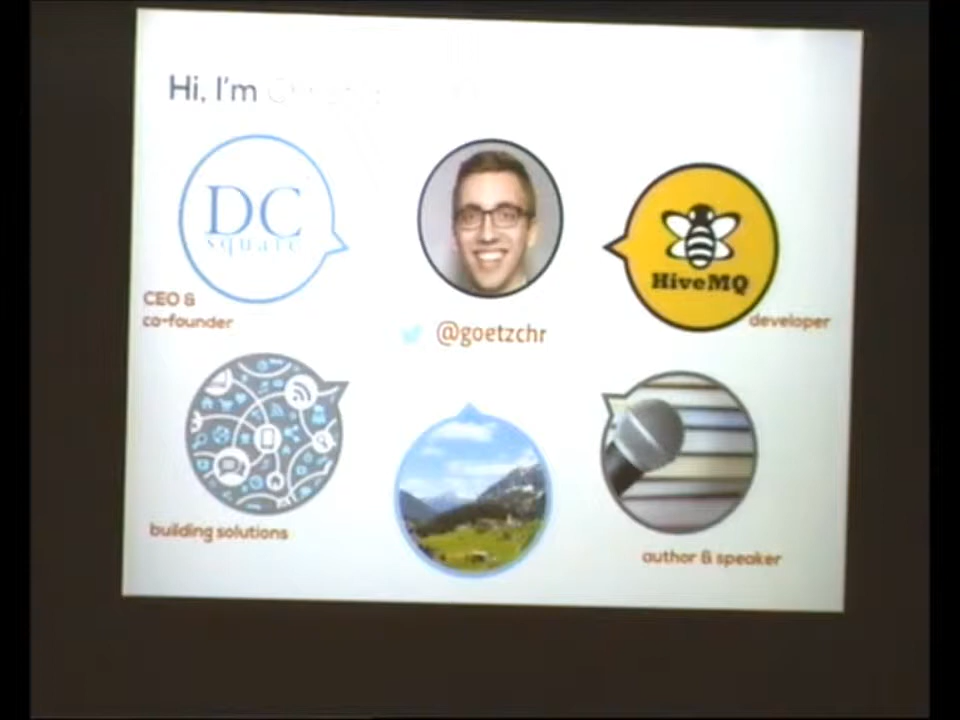 Hi, I'm
DC
square
HiveMQ
CEO &
co-founder
developer
@goetzchr
building solutions
author & speaker